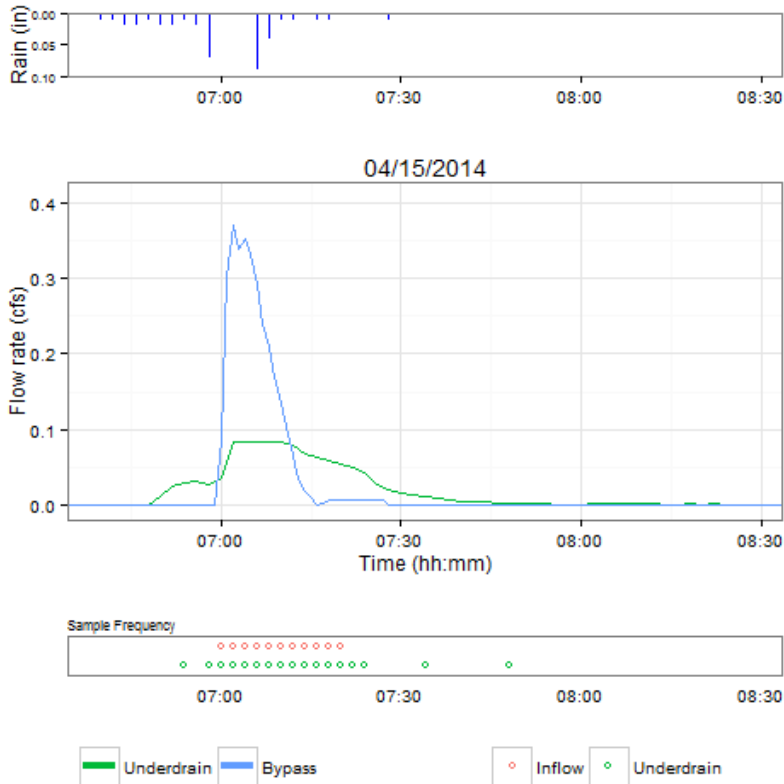 Rain (in)
0.00
0.05
0.10
07:00 07:30 08:00 08:30
04/15/2014
Flow rate (cfs)
0.4
0.3
0.2
0.1
0.0
07:00 07:30 08:00 08:30
Time (hh:mm)
Sample Frequency
07:00 07:30 08:00 08:30
Underdrain Bypass Inflow Underdrain